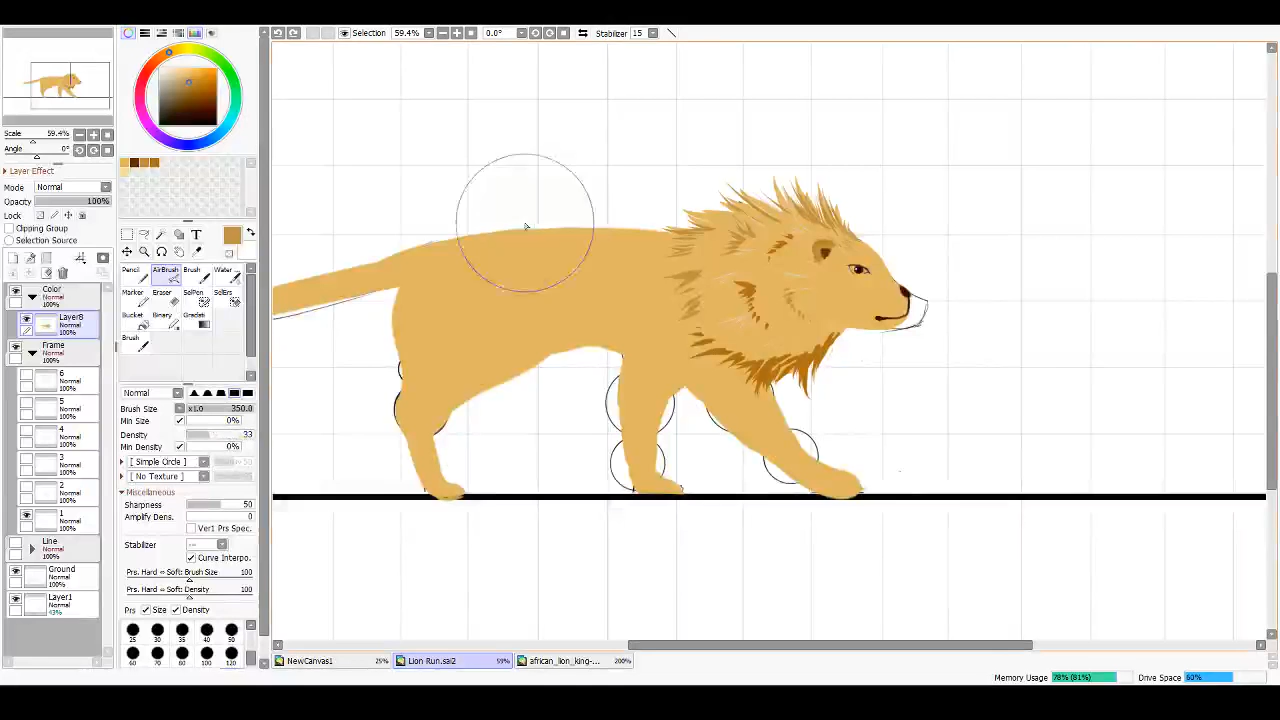 Selection 59.4% 0.0° Stabilizer 15
Scale 59.4%
Angle 0°
Layer Effect
Mode Normal
Opacity 100%
Lock
Clipping Group
Selection Source
T
Pencil AirBrush Brush Water ...
Marker Eraser SelPen SelErs
Bucket Binary Gradati
Brush
Color
Normal
100%
Layer8
Normal
100%
Frame
Normal
100%
6
Normal
100%
5
Normal
100%
4
Normal
100%
3
Normal
100%
2
Normal
100%
1
Normal
100%
Line
Normal
100%
Ground
Normal
100%
Layer1
Normal
43%
Normal
Brush Size x1.0 350.0
Min Size 0%
Density 33
Min Density 0%
[ Simple Circle ]
[ No Texture ]
Miscellaneous
Sharpness 50
Amplify Dens. 0
Ver1 Prs Spec.
Stabilizer ---
Curve Interpo.
Prs. Hard ⇔ Soft: Brush Size 100
Prs. Hard ⇔ Soft: Density 100
Prs Size Density
25 30 35 40 50
60 70 80 100 120
NewCanvas1 25% Lion Run.sai2 59% african_lion_king-... 200%
Memory Usage 78% (81%) Drive Space 60%